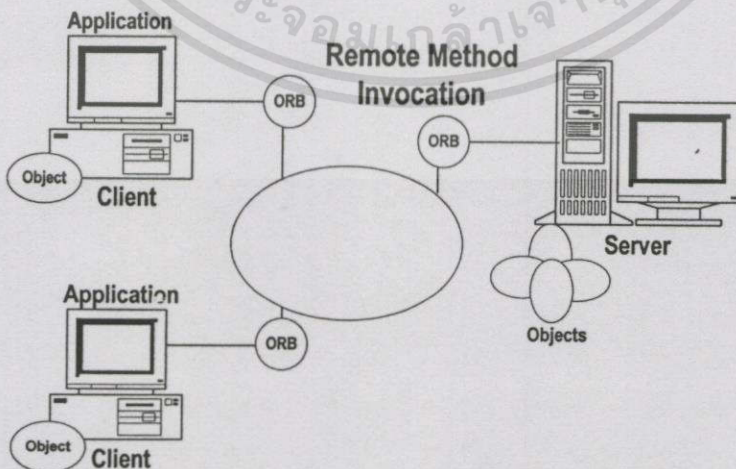 Application
Remote Method
Invocation
ORB
ORB
Object
Client
Server
Application
ORB
Objects
Object
Client